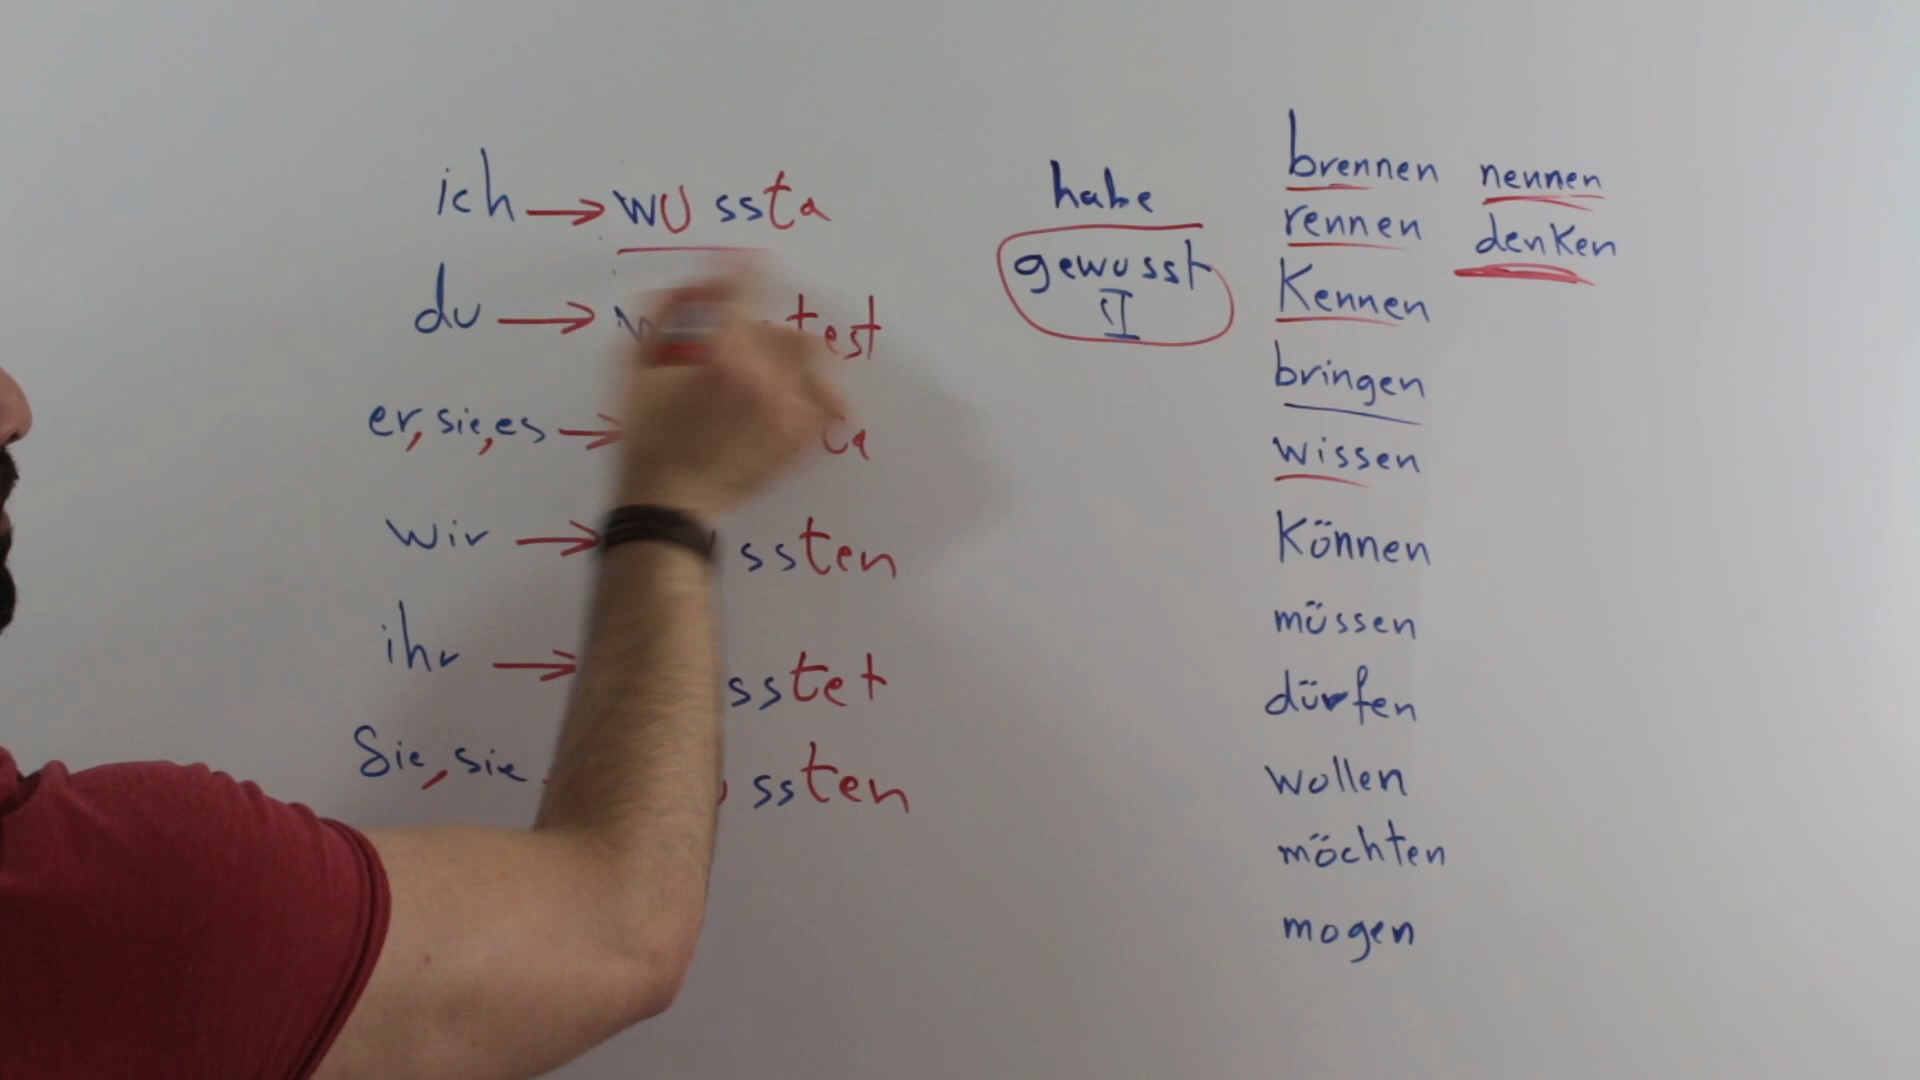 ich → wussta
du → test
er, sie, es →
wir → ssten
ihr → sstet
Sie, sie ssten
habe
gewusst
II
brennen nennen
rennen denken
Kennen
bringen
wissen
Können
müssen
dürfen
wollen
möchten
mogen